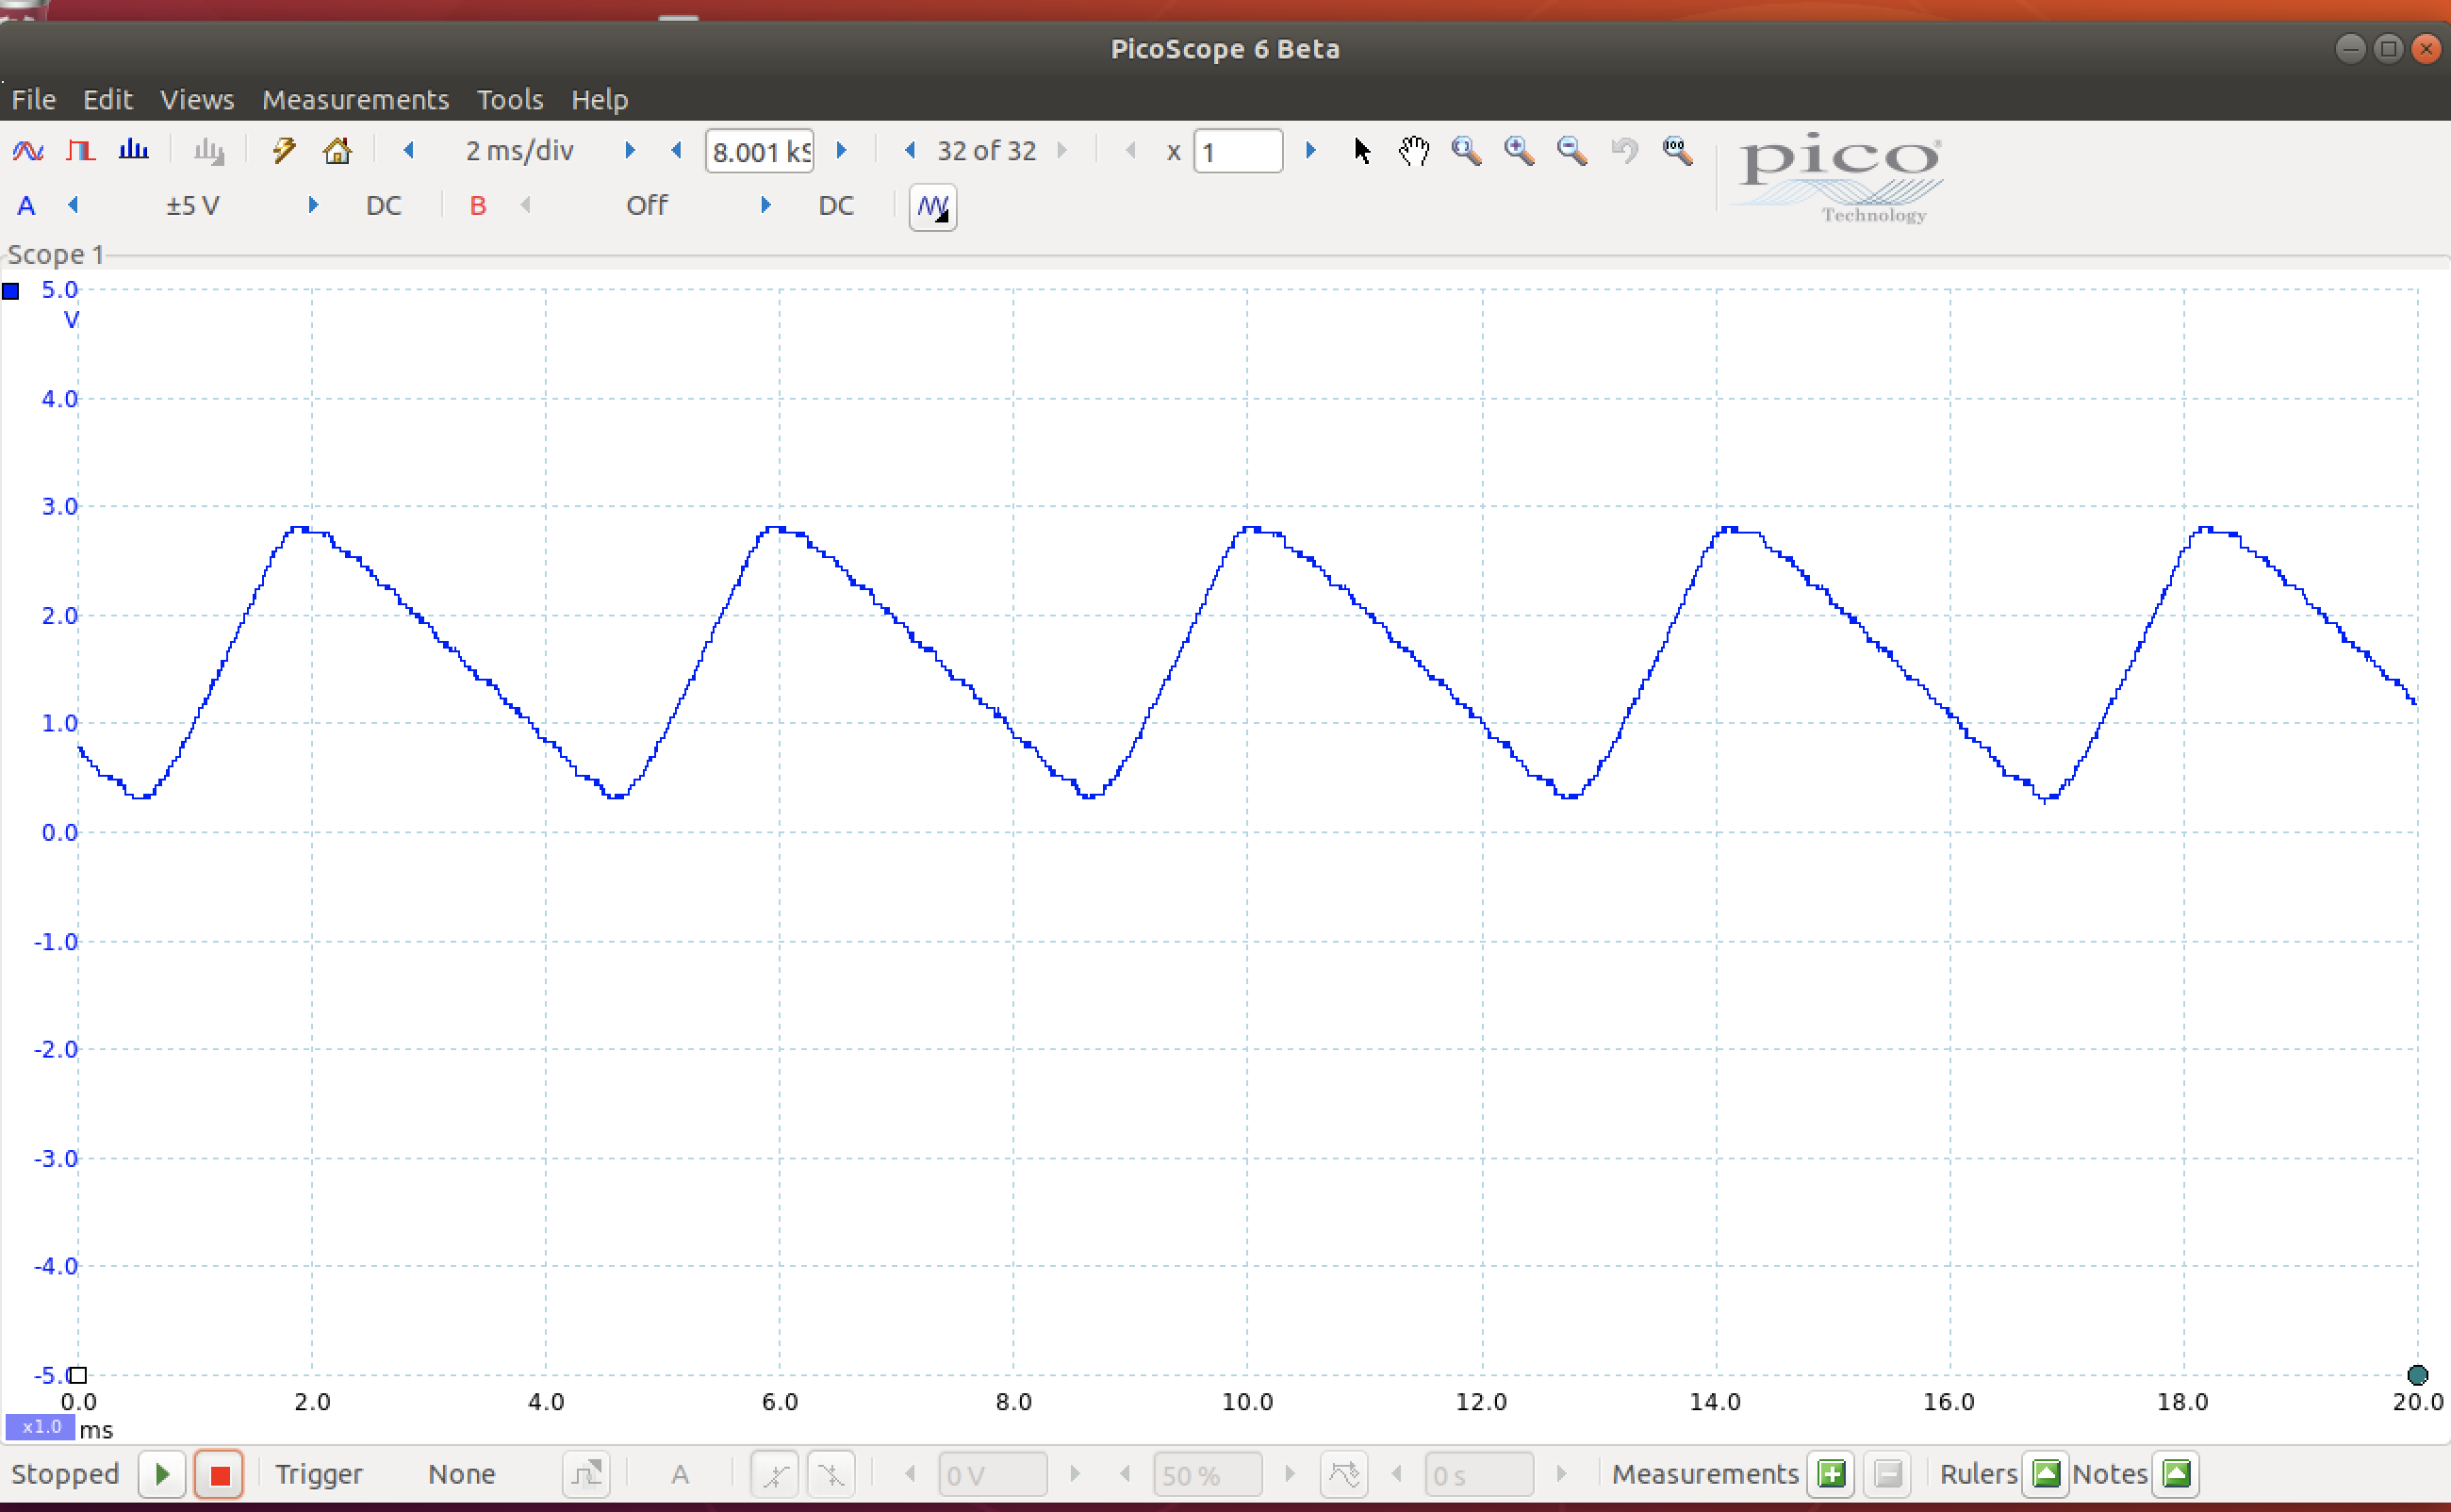 PicoScope 6 Beta
File Edit Views Measurements Tools Help
2 ms/div 8.001 kS 32 of 32 x 1
A ±5 V DC B Off DC
pico
Technology
Scope 1
5.0
V
4.0
3.0
2.0
1.0
0.0
-1.0
-2.0
-3.0
-4.0
-5.0
0.0 2.0 4.0 6.0 8.0 10.0 12.0 14.0 16.0 18.0 20.0
x1.0 ms
Stopped Trigger None A 0 V 50 % 0 s Measurements Rulers Notes